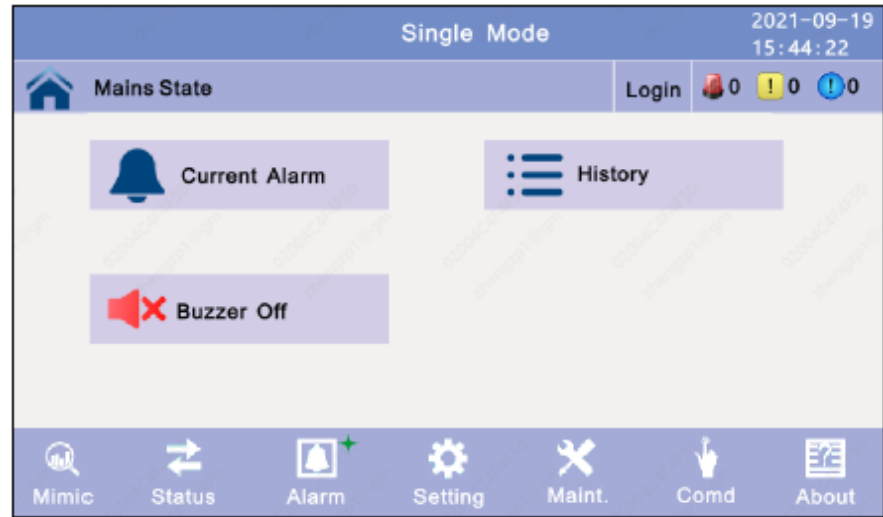 Single Mode
2021-09-19
15:44:22
Mains State
Login
0
! 0
! 0
Current Alarm
History
Buzzer Off
Mimic
Status
Alarm
Setting
Maint.
Comd
About